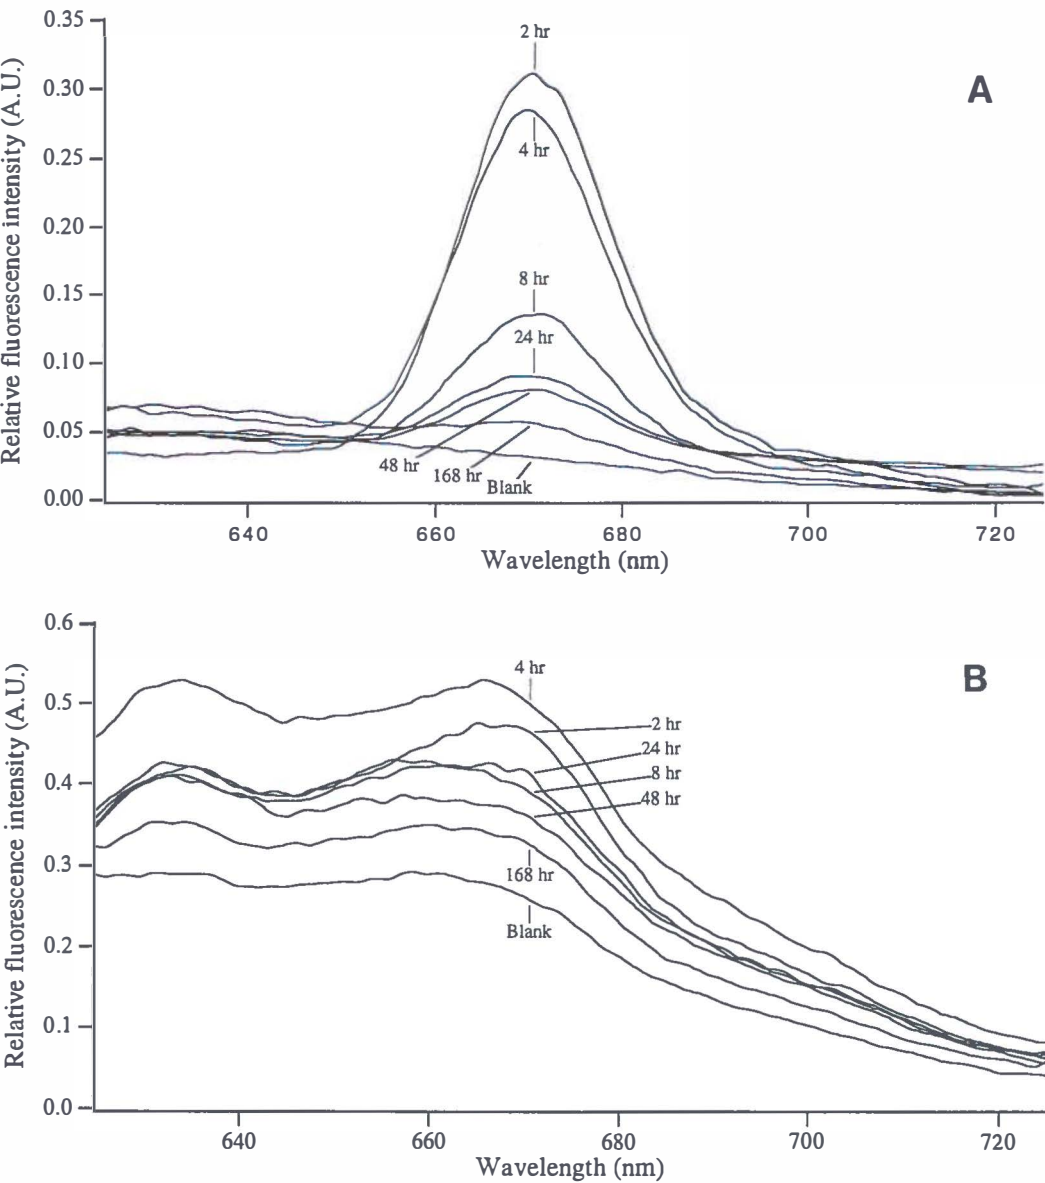 0.35
2 hr
0.30
A
0.25
4 hr
0.20
Relative fluorescence intensity (A.U.)
8 hr
0.15
24 hr
0.10
0.05
48 hr
168 hr
Blank
0.00
640 660 680 700 720
Wavelength (nm)
0.6
4 hr
B
0.5
2 hr
24 hr
0.4
8 hr
48 hr
Relative fluorescence intensity (A.U.)
0.3
168 hr
Blank
0.2
0.1
0.0
640 660 680 700 720
Wavelength (nm)